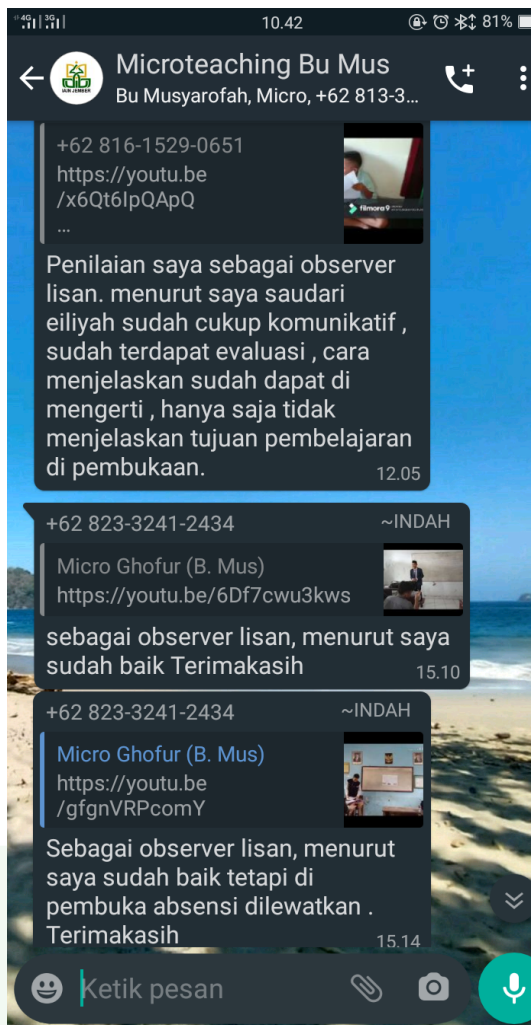 4G 3G 10.42 81%
Microteaching Bu Mus
IAIN JEMBER
Bu Musyarofah, Micro, +62 813-3...
+62 816-1529-0651
https://youtu.be
/x6Qt6IpQApQ
...
filmora9
Penilaian saya sebagai observer
lisan. menurut saya saudari
eiliyah sudah cukup komunikatif ,
sudah terdapat evaluasi , cara
menjelaskan sudah dapat di
mengerti , hanya saja tidak
menjelaskan tujuan pembelajaran
di pembukaan.
12.05
+62 823-3241-2434 ~INDAH
Micro Ghofur (B. Mus)
https://youtu.be/6Df7cwu3kws
sebagai observer lisan, menurut saya
sudah baik Terimakasih
15.10
+62 823-3241-2434 ~INDAH
Micro Ghofur (B. Mus)
https://youtu.be
/gfgnVRPcomY
Sebagai observer lisan, menurut
saya sudah baik tetapi di
pembuka absensi dilewatkan .
Terimakasih
15.14
Ketik pesan